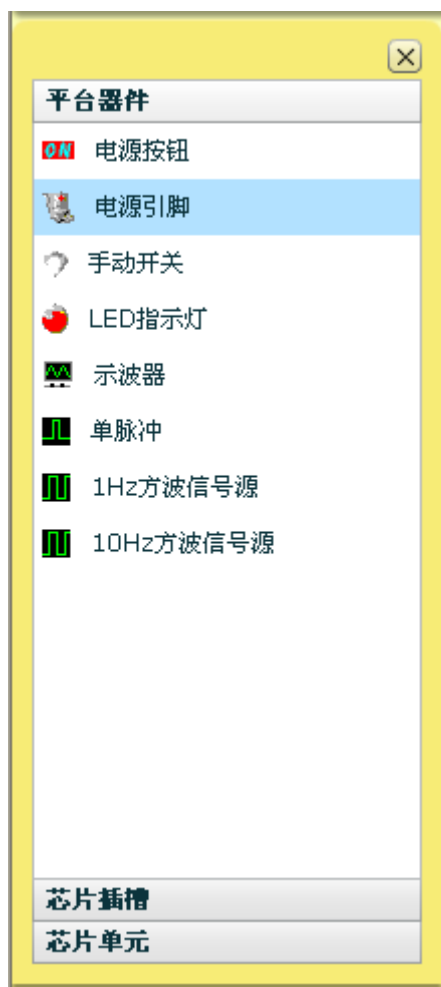 平台器件
ON 电源按钮
电源引脚
手动开关
LED指示灯
示波器
单脉冲
1Hz方波信号源
10Hz方波信号源
芯片插槽
芯片单元